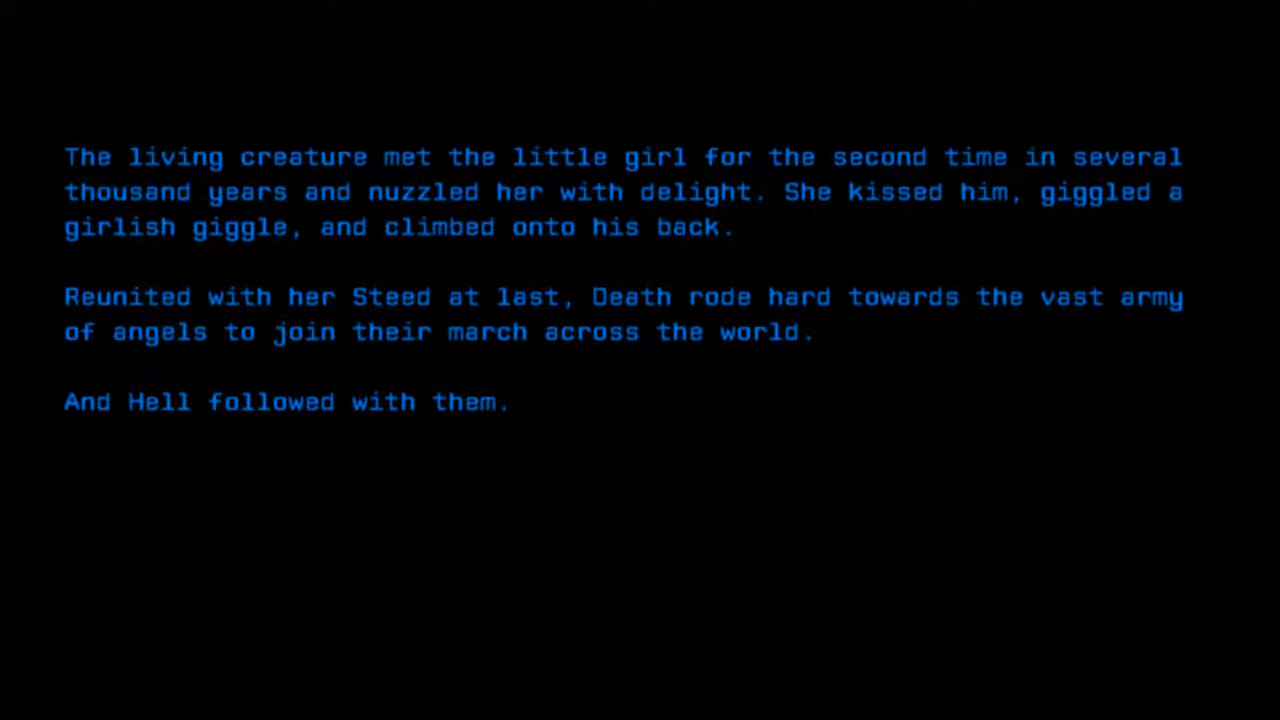 The living creature met the little girl for the second time in several
thousand years and nuzzled her with delight. She kissed him, giggled a
girlish giggle, and climbed onto his back.
Reunited with her Steed at last, Death rode hard towards the vast army
of angels to join their march across the world.
And Hell followed with them.